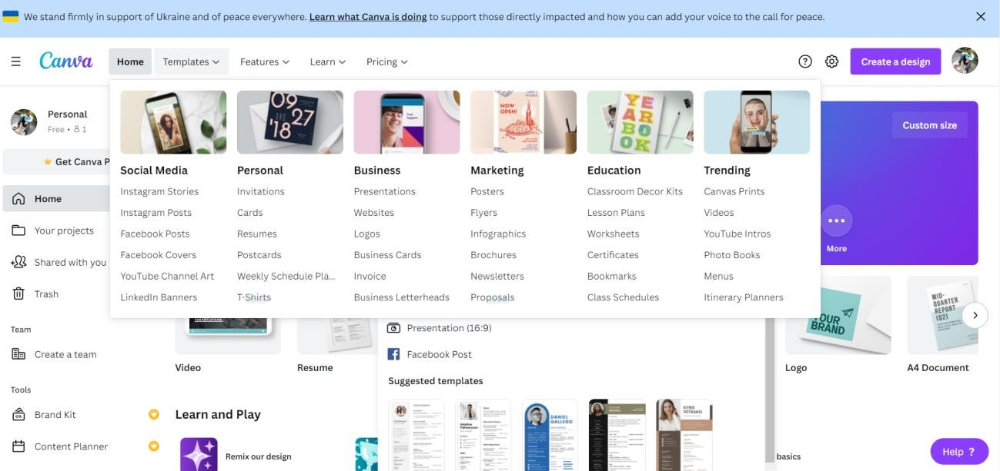 We stand firmly in support of Ukraine and of peace everywhere. Learn what Canva is doing to support those directly impacted and how you can add your voice to the call for peace.
Canva
Home
Templates
Features
Learn
Pricing
?
Create a design
Personal
Free • 1
Get Canva P
Home
Your projects
Shared with you
Trash
Team
Create a team
Tools
Brand Kit
Content Planner
09
27
'18
Social Media
Instagram Stories
Instagram Posts
Facebook Posts
Facebook Covers
YouTube Channel Art
LinkedIn Banners
Personal
Invitations
Cards
Resumes
Postcards
Weekly Schedule Pla...
T-Shirts
Business
Presentations
Websites
Logos
Business Cards
Invoice
Business Letterheads
NOW
OPEN!
Marketing
Posters
Flyers
Infographics
Brochures
Newsletters
Proposals
YEARBOOK
Education
Classroom Decor Kits
Lesson Plans
Worksheets
Certificates
Bookmarks
Class Schedules
Trending
Canvas Prints
Videos
YouTube Intros
Photo Books
Menus
Itinerary Planners
Custom size
More
Video
Resume
Presentation (16:9)
Facebook Post
Suggested templates
DANIEL
GALLEGO
KYRIE
PETRAKIS
YOUR
BRAND
Logo
MID-
QUARTER
REPORT
(Q2)
A4 Document
Learn and Play
Remix our design
basics
Help ?